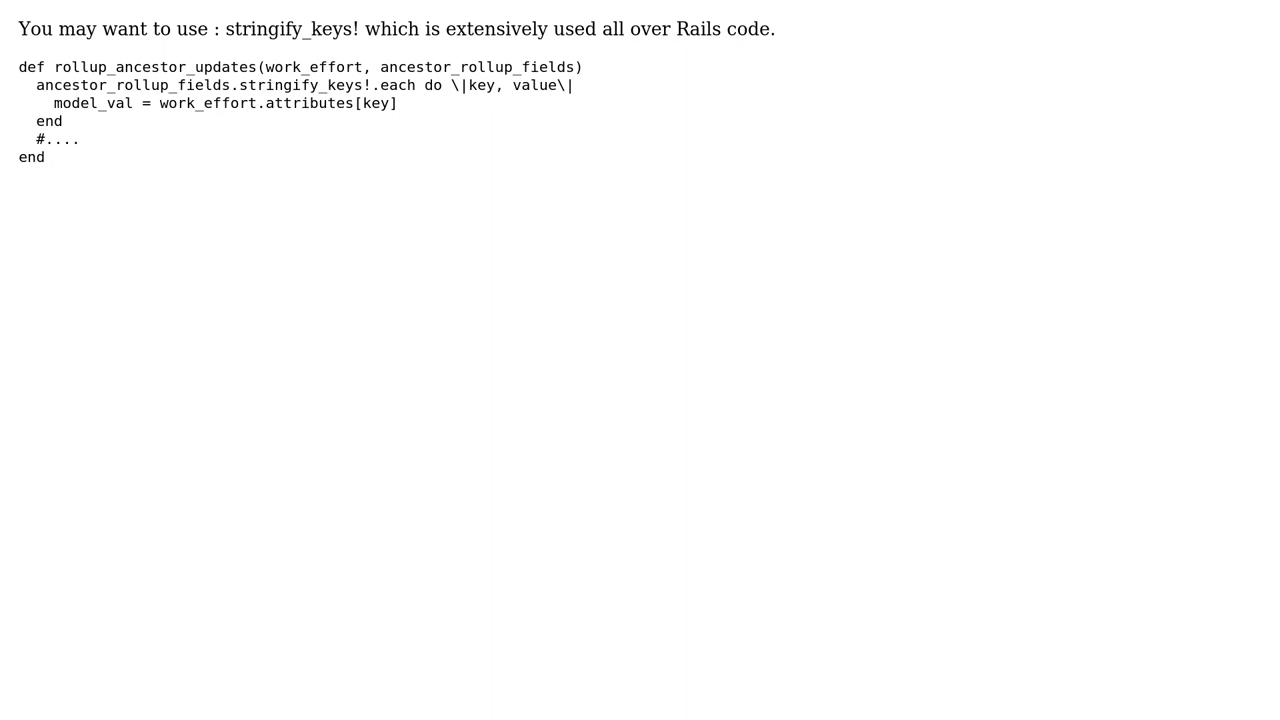 You may want to use : stringify_keys! which is extensively used all over Rails code.
def rollup_ancestor_updates(work_effort, ancestor_rollup_fields)
  ancestor_rollup_fields.stringify_keys!.each do \|key, value\|
    model_val = work_effort.attributes[key]
  end
  #....
end